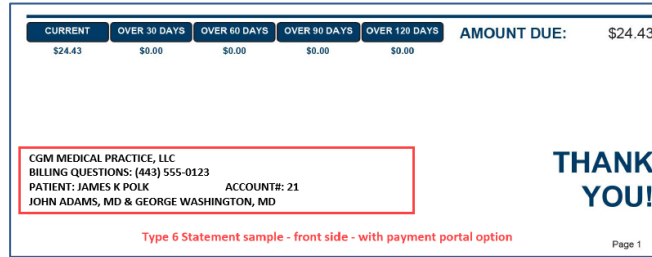 CURRENT OVER 30 DAYS OVER 60 DAYS OVER 90 DAYS OVER 120 DAYS AMOUNT DUE: $24.43
$24.43 $0.00 $0.00 $0.00 $0.00
CGM MEDICAL PRACTICE, LLC
BILLING QUESTIONS: (443) 555-0123
PATIENT: JAMES K POLK ACCOUNT#: 21
JOHN ADAMS, MD & GEORGE WASHINGTON, MD
THANK
YOU!
Type 6 Statement sample - front side - with payment portal option
Page 1